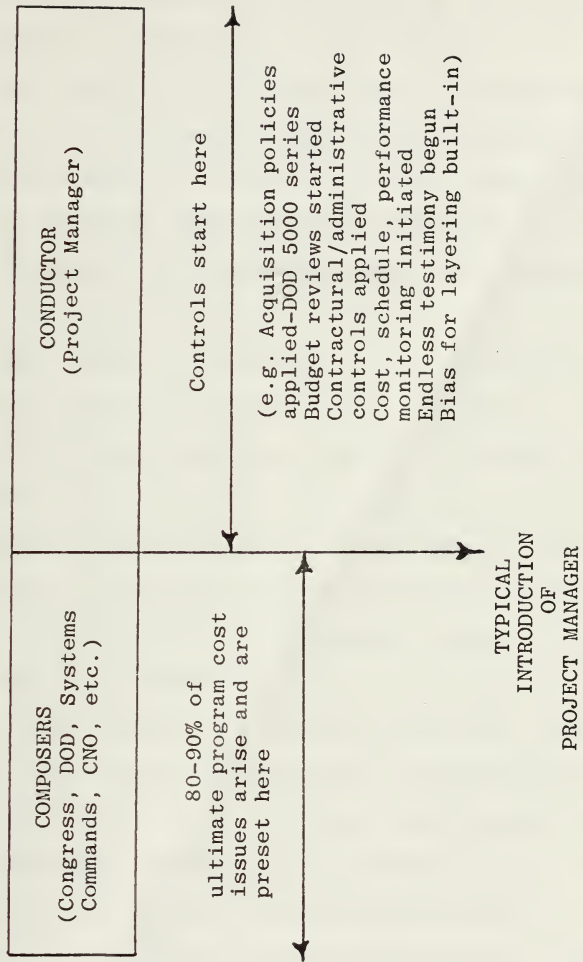 COMPOSERS
(Congress, DOD, Systems
Commands, CNO, etc.)
CONDUCTOR
(Project Manager)
80-90% of
ultimate program cost
issues arise and are
preset here
Controls start here
(e.g. Acquisition policies
applied-DOD 5000 series
Budget reviews started
Contractural/administrative
controls applied
Cost, schedule, performance
monitoring initiated
Endless testimony begun
Bias for layering built-in)
TYPICAL
INTRODUCTION
OF
PROJECT MANAGER